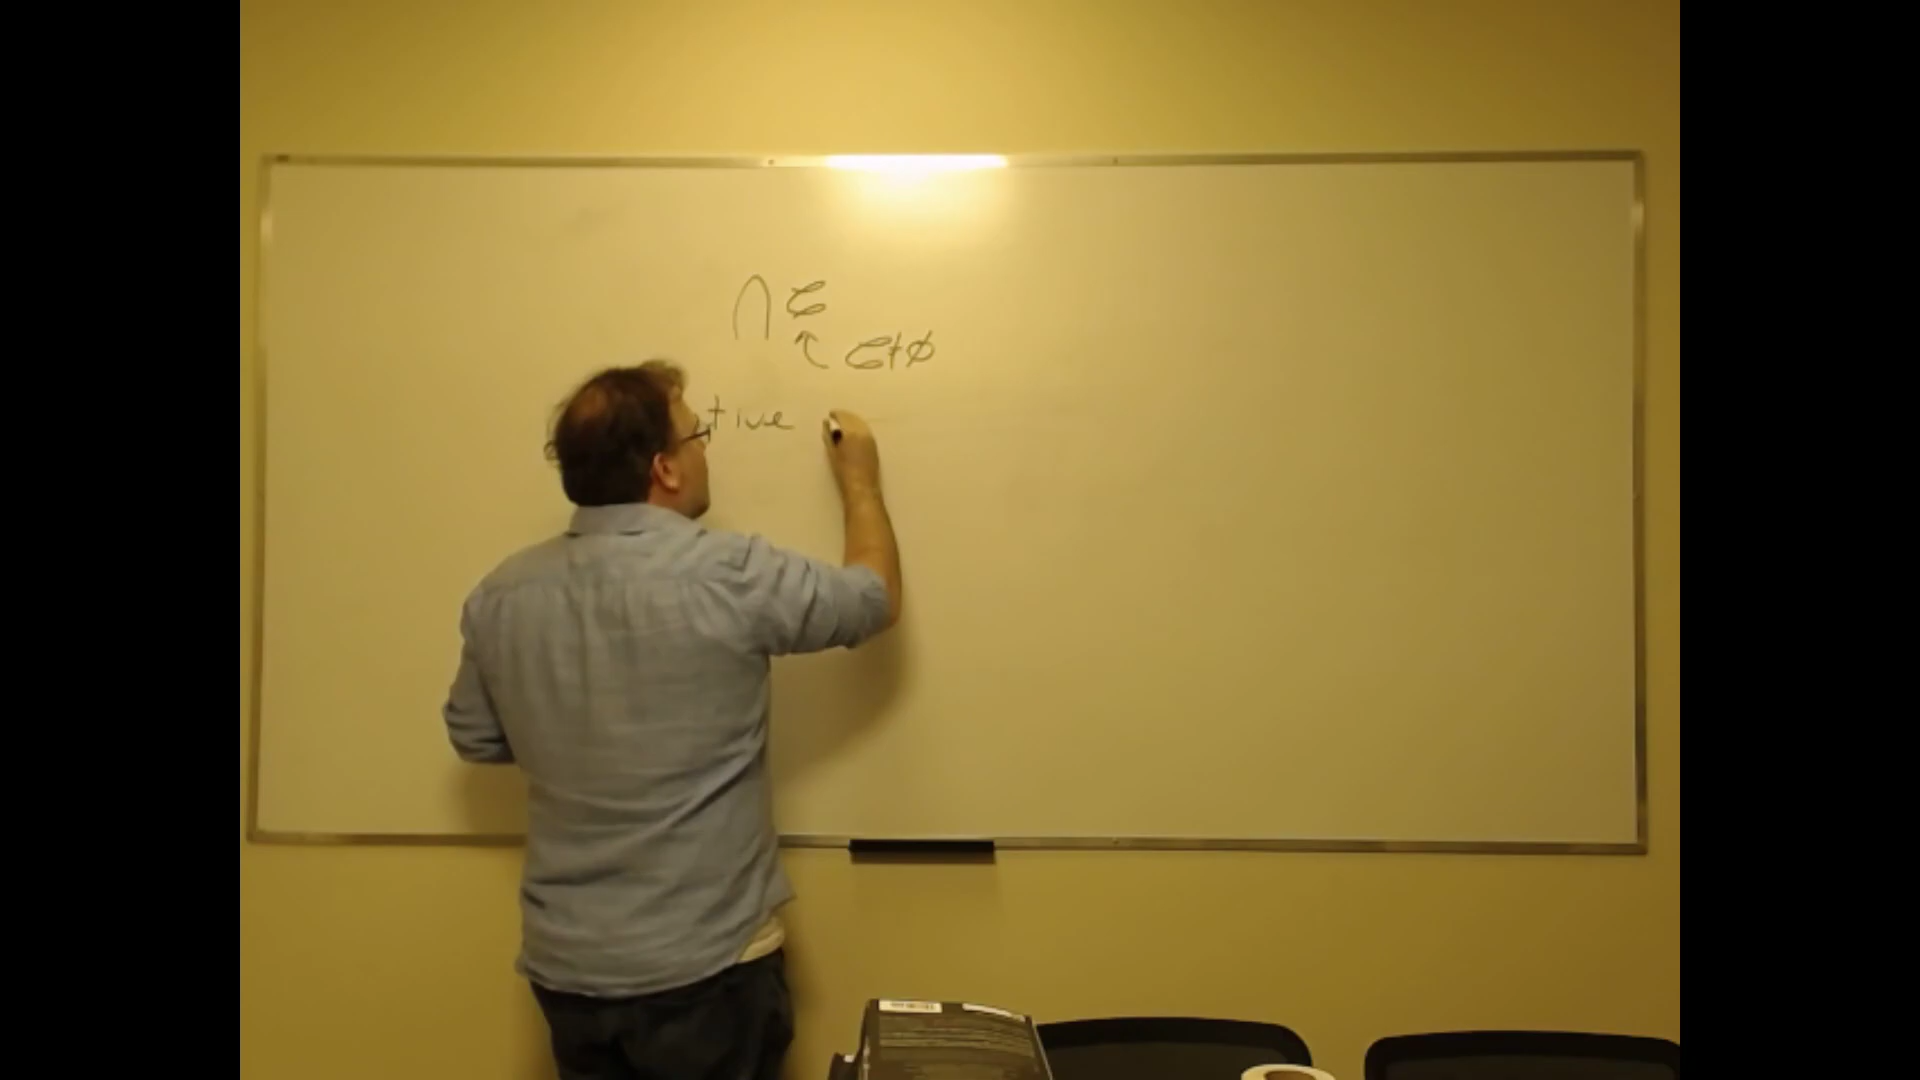 ∩ 𝒞
↖ 𝒞≠∅
tive